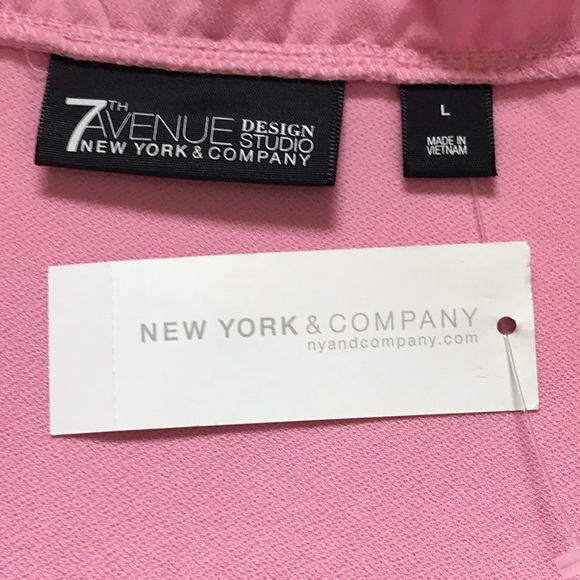 7TH
AVENUE DESIGN
STUDIO
NEW YORK & COMPANY
L
MADE IN
VIETNAM
NEW YORK & COMPANY
nyandcompany.com